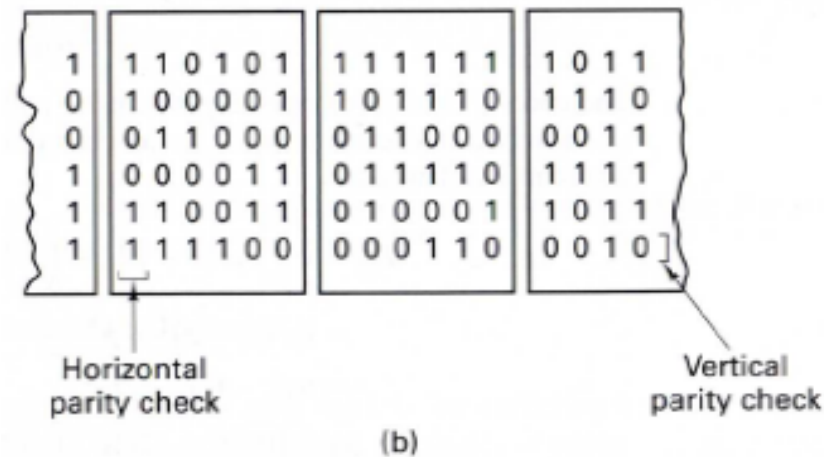 1 1 1 0 1 0 1 1 1 1 1 1 1 1 0 1 1
0 1 0 0 0 0 1 1 0 1 1 1 0 1 1 1 0
0 0 1 1 0 0 0 0 1 1 0 0 0 0 0 1 1
1 0 0 0 0 1 1 0 1 1 1 1 0 1 1 1 1
1 1 1 0 0 1 1 0 1 0 0 0 1 1 0 1 1
1 1 1 1 1 0 0 0 0 0 1 1 0 0 0 1 0
Horizontal
parity check
Vertical
parity check
(b)